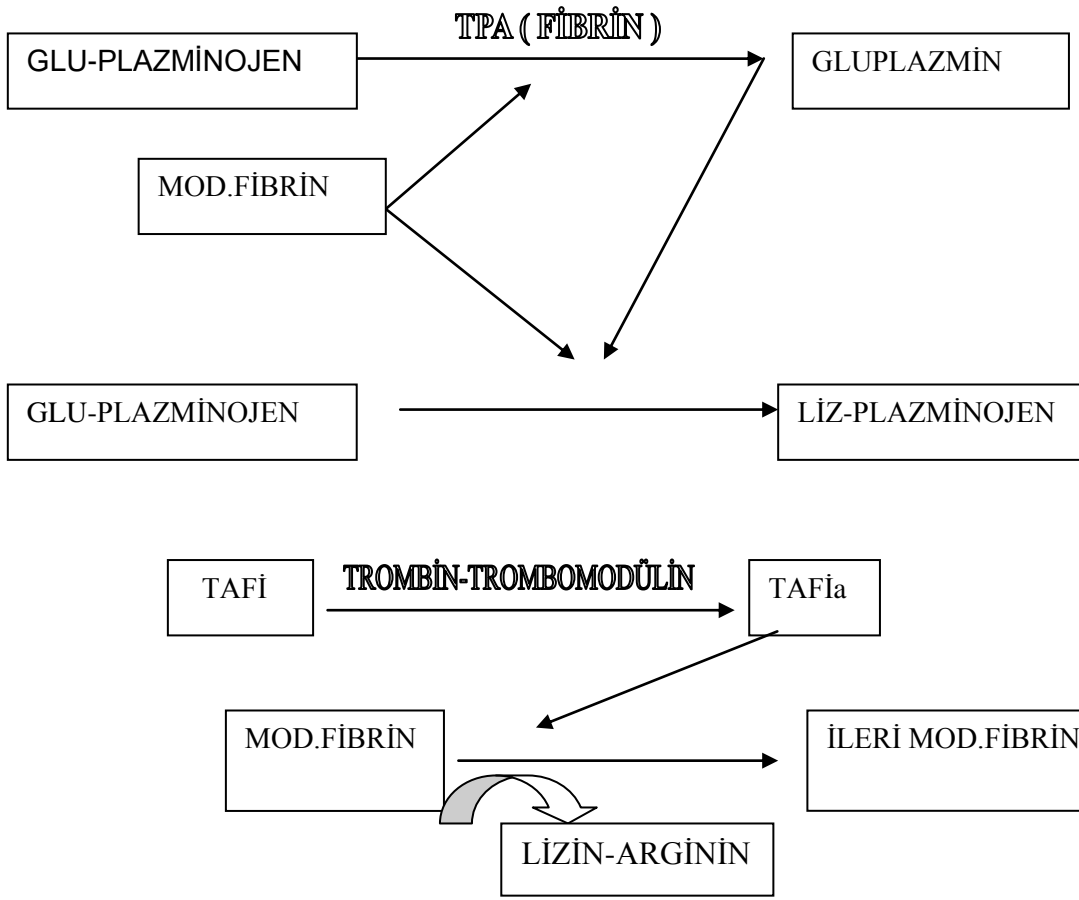 TPA ( FİBRİN )
GLU-PLAZMİNOJEN
GLUPLAZMİN
MOD.FİBRİN
GLU-PLAZMİNOJEN
LİZ-PLAZMİNOJEN
TAFİ
TROMBİN-TROMBOMODÜLİN
TAFİa
MOD.FİBRİN
İLERİ MOD.FİBRİN
LİZİN-ARGİNİN